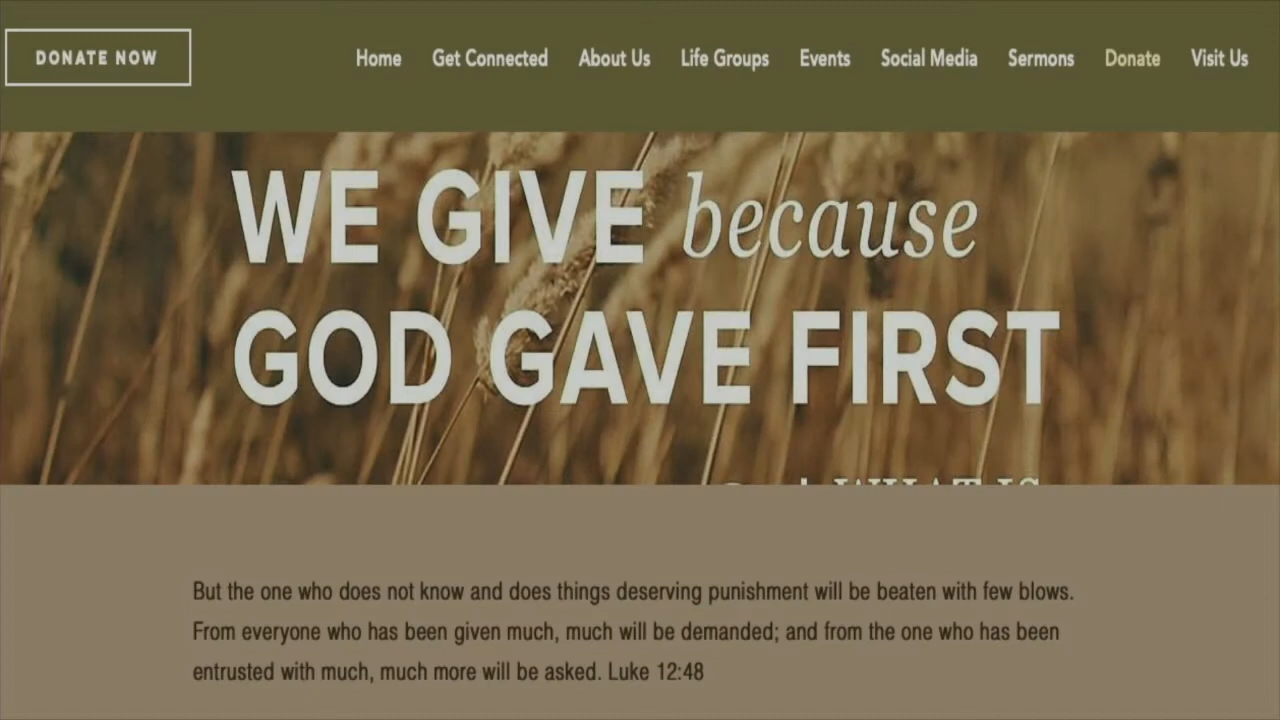 DONATE NOW
Home Get Connected About Us Life Groups Events Social Media Sermons Donate Visit Us
WE GIVE because
GOD GAVE FIRST
WHAT IS
But the one who does not know and does things deserving punishment will be beaten with few blows.
From everyone who has been given much, much will be demanded; and from the one who has been
entrusted with much, much more will be asked. Luke 12:48